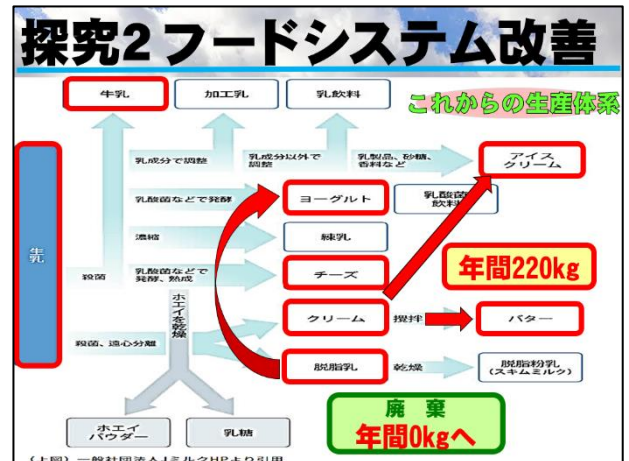 探究2 フードシステム改善
牛乳
加工乳
乳飲料
これからの生産体系
乳成分で調整
乳成分以外で
調整
乳製品、砂糖、
香料など
アイス
クリーム
乳酸菌などで発酵
ヨーグルト
乳酸菌
飲料
牛乳
濃縮
練乳
殺菌
乳酸菌などで
発酵、熟成
チーズ
年間220kg
ホエイを乾燥
クリーム
攪拌
バター
殺菌、遠心分離
脱脂乳
乾燥
脱脂粉乳
(スキムミルク)
ホエイ
パウダー
乳糖
廃棄
年間0kgへ
(上図)一般社団法人JミルクHPより引用